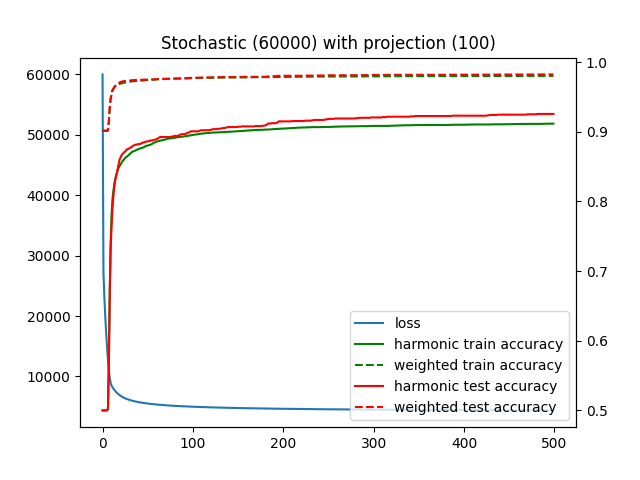 Stochastic (60000) with projection (100)
60000
50000
40000
30000
20000
10000
1.0
0.9
0.8
0.7
0.6
0.5
loss
harmonic train accuracy
weighted train accuracy
harmonic test accuracy
weighted test accuracy
0 100 200 300 400 500